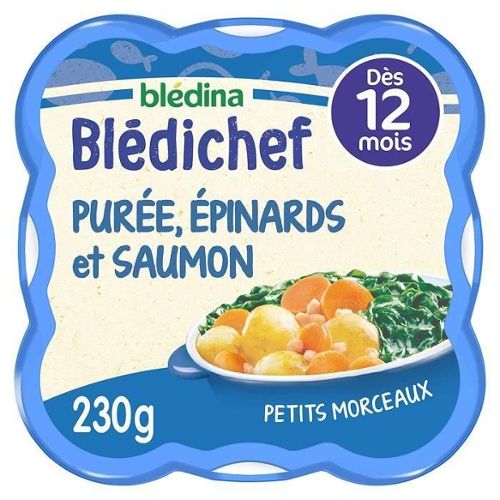 blédina
Blédichef
Dès
12
mois
PURÉE, ÉPINARDS
et SAUMON
230g
PETITS MORCEAUX